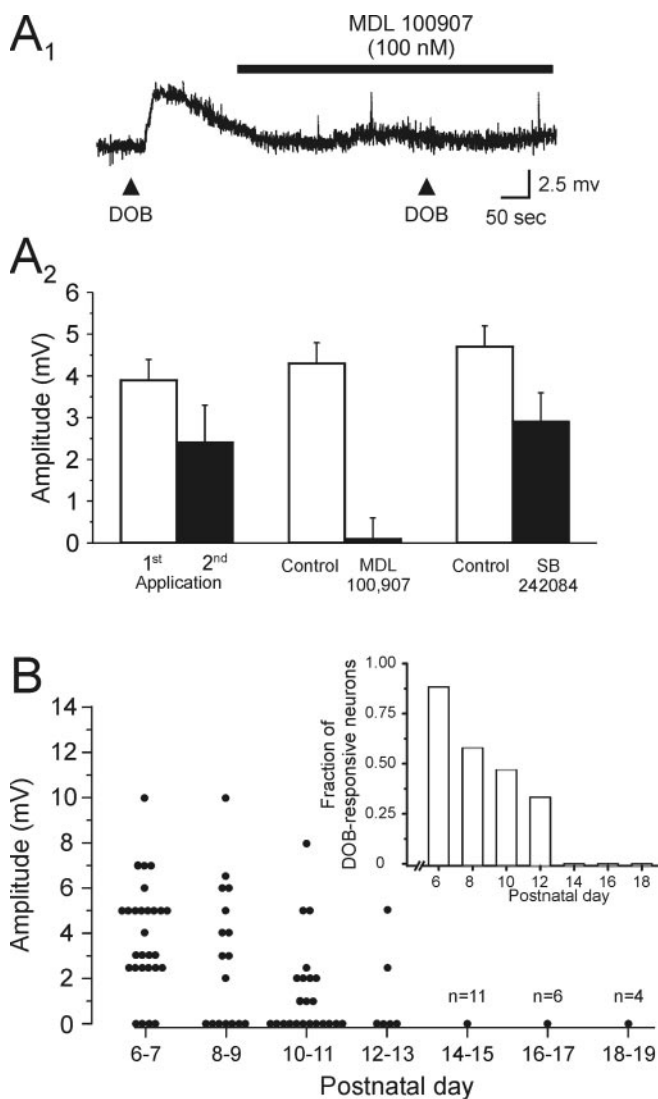 A1
MDL 100907
(100 nM)
DOB
DOB
2.5 mv
50 sec
A2
6
5
4
3
2
1
0
Amplitude (mV)
1st 2nd
Application
Control MDL
100,907
Control SB
242084
B
14
12
10
8
6
4
2
0
Amplitude (mV)
1.00
0.75
0.50
0.25
0
Fraction of
DOB-responsive neurons
6 8 10 12 14 16 18
Postnatal day
n=11 n=6 n=4
6-7 8-9 10-11 12-13 14-15 16-17 18-19
Postnatal day